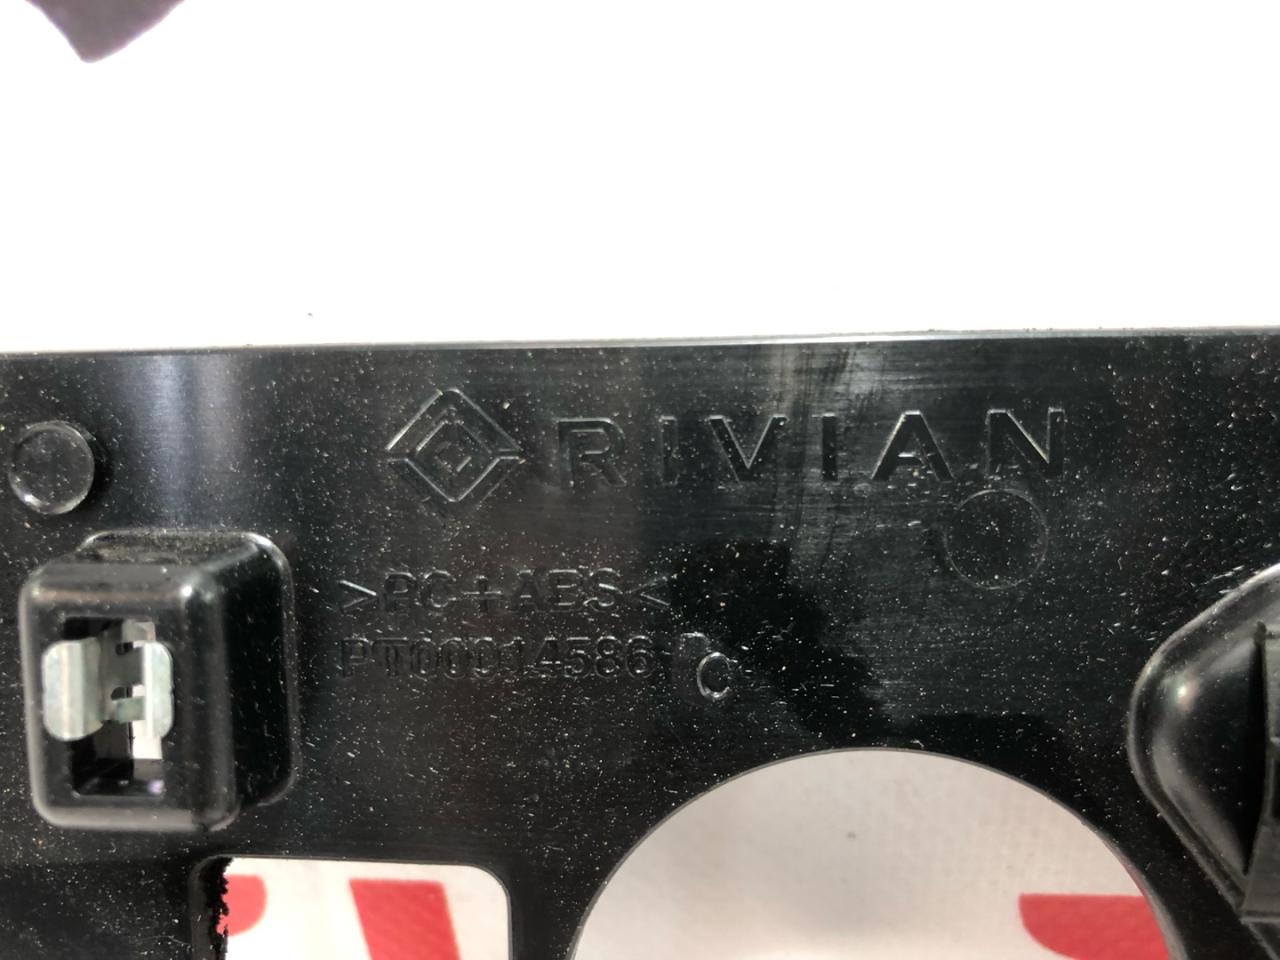 RIVIAN
>PC+ABS<
PT00014586 C